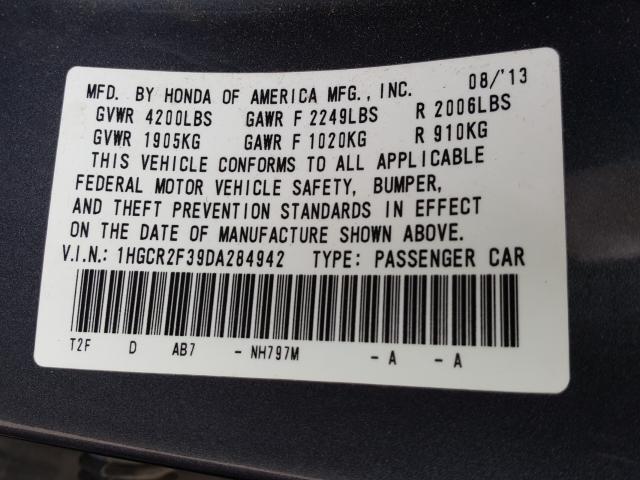 MFD. BY HONDA OF AMERICA MFG., INC. 08/'13
GVWR 4200LBS GAWR F 2249LBS R 2006LBS
GVWR 1905KG GAWR F 1020KG R 910KG
THIS VEHICLE CONFORMS TO ALL APPLICABLE
FEDERAL MOTOR VEHICLE SAFETY, BUMPER,
AND THEFT PREVENTION STANDARDS IN EFFECT
ON THE DATE OF MANUFACTURE SHOWN ABOVE.
V.I.N.: 1HGCR2F39DA284942 TYPE: PASSENGER CAR
T2F D AB7 - NH797M - A - A